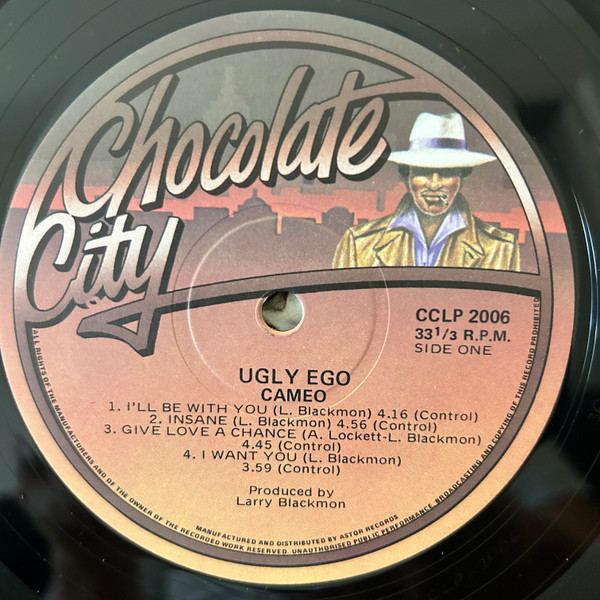 Chocolate
City
CCLP 2006
33 1/3 R.P.M.
SIDE ONE
UGLY EGO
CAMEO
1. I'LL BE WITH YOU (L. Blackmon) 4.16 (Control)
2. INSANE (L. Blackmon) 4.56 (Control)
3. GIVE LOVE A CHANCE (A. Lockett-L. Blackmon)
4.45 (Control)
4. I WANT YOU (L. Blackmon)
3.59 (Control)
Produced by
Larry Blackmon
MANUFACTURED AND DISTRIBUTED BY ASTOR RECORDS
ALL RIGHTS OF THE MANUFACTURERS AND OF THE OWNER OF THE RECORDED WORK RESERVED. UNAUTHORISED PUBLIC PERFORMANCE, BROADCASTING AND COPYING OF THIS RECORD PROHIBITED